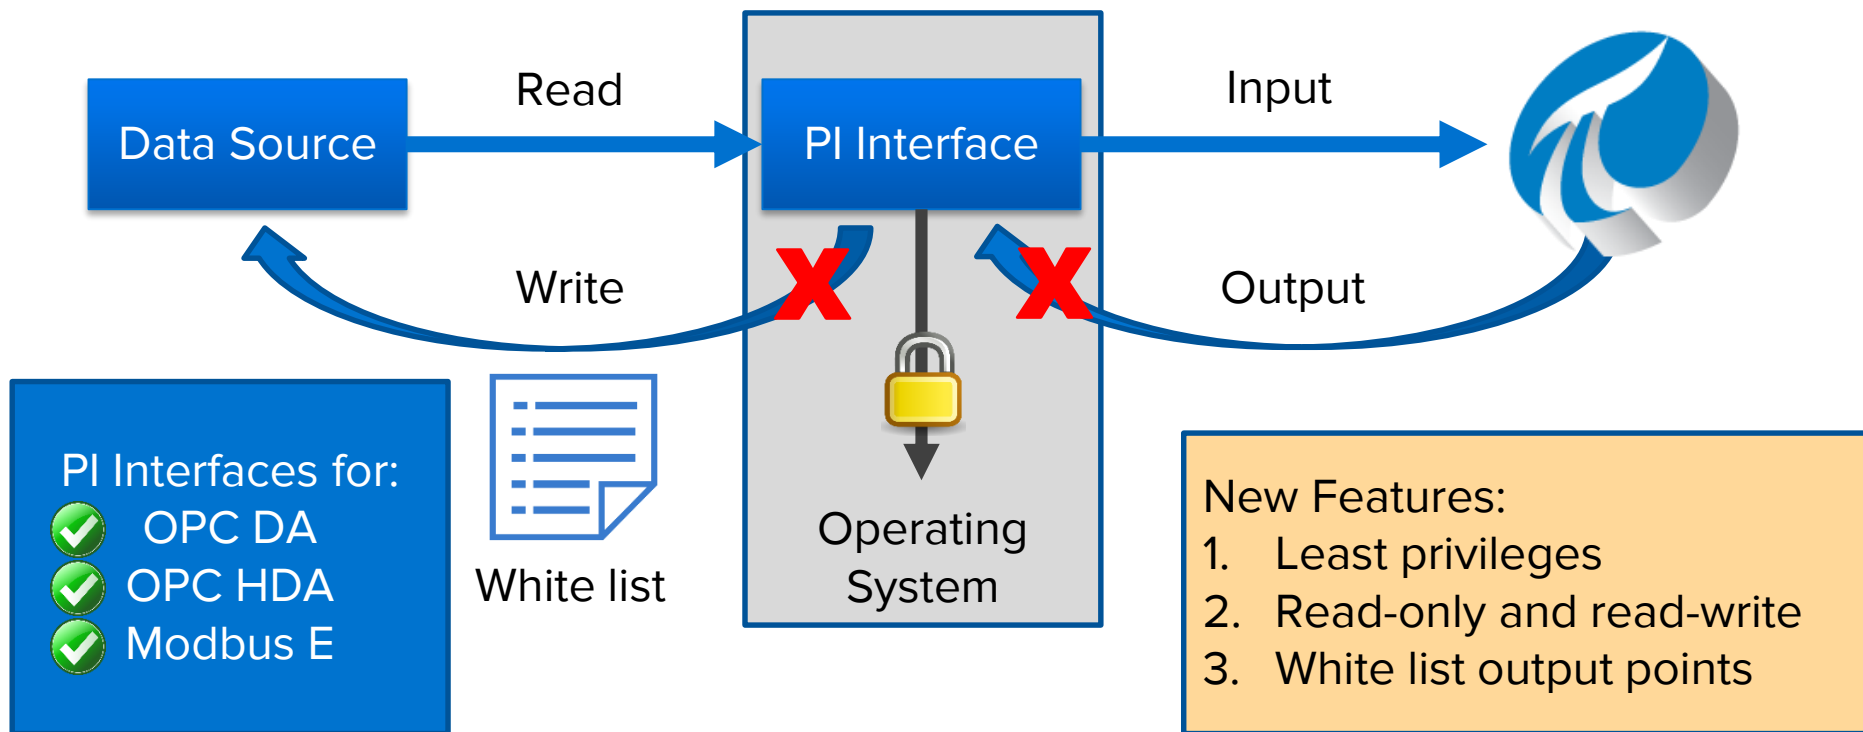 Read
Input
Data Source
PI Interface
Write
Output
PI Interfaces for:
OPC DA
OPC HDA
Modbus E
White list
Operating
System
New Features:
1. Least privileges
2. Read-only and read-write
3. White list output points